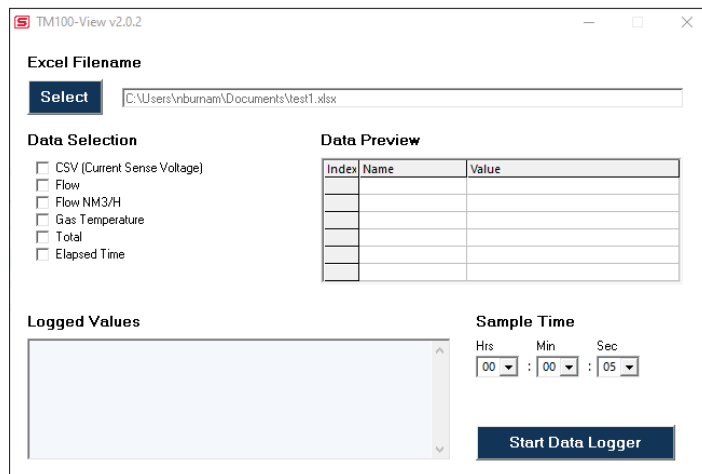 S TM100-View v2.0.2
Excel Filename
Select C:\Users\nburnam\Documents\test1.xlsx
Data Selection
CSV (Current Sense Voltage)
Flow
Flow NM3/H
Gas Temperature
Total
Elapsed Time
Data Preview
Index Name Value
Logged Values
Sample Time
Hrs Min Sec
00 : 00 : 05
Start Data Logger